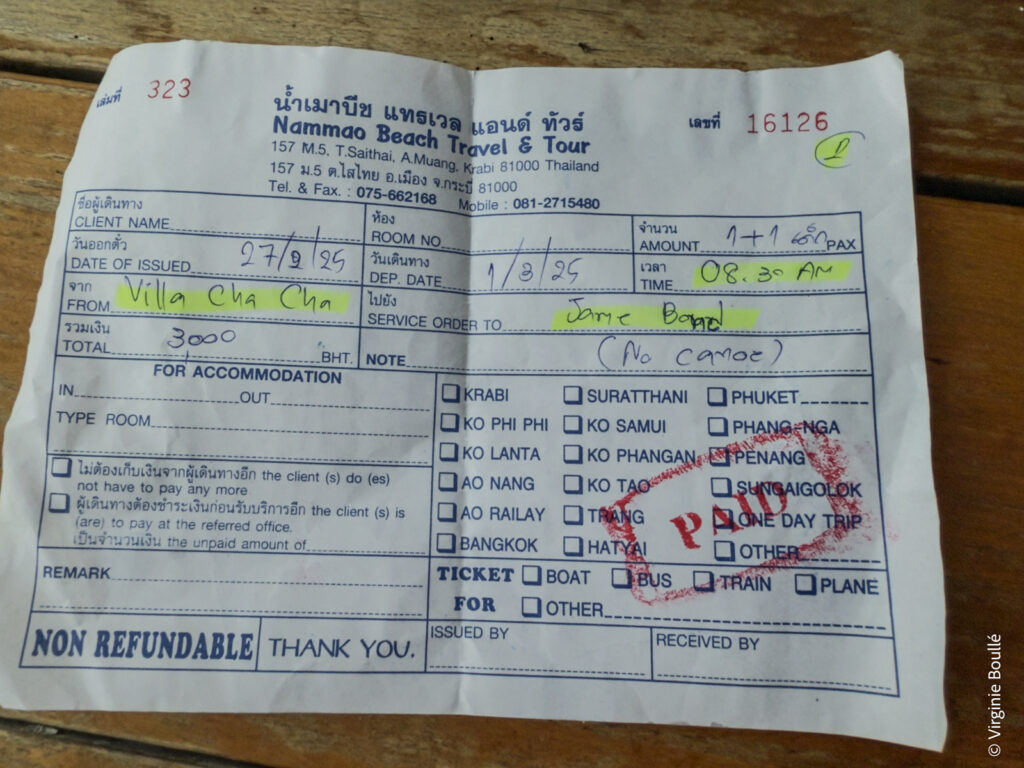 เล่มที่ 323
น้ำเมาบีช แทรเวล แอนด์ ทัวร์
เลขที่ 16126
Nammao Beach Travel & Tour
1
157 M.5, T.Saithai, A.Muang, Krabi 81000 Thailand
157 ม.5 ต.ไสไทย อ.เมือง จ.กระบี่ 81000
Tel. & Fax. : 075-662168 Mobile : 081-2715480
ชื่อผู้เดินทาง
CLIENT NAME
ห้อง
ROOM NO
จำนวน
AMOUNT 1+1 เด็ก PAX
วันออกตั๋ว
DATE OF ISSUED 27/2/25
วันเดินทาง
DEP. DATE 1/3/25
เวลา
TIME 08.30 AM
จาก
FROM Villa Cha Cha
ไปยัง
SERVICE ORDER TO Jame Bond
รวมเงิน
TOTAL 3,000 BHT.
NOTE (No canoe)
FOR ACCOMMODATION
IN OUT
TYPE ROOM
ไม่ต้องเก็บเงินจากผู้เดินทางอีก the client (s) do (es)
not have to pay any more
ผู้เดินทางต้องชำระเงินก่อนรับบริการอีก the client (s) is
(are) to pay at the referred office.
เป็นจำนวนเงิน the unpaid amount of
KRABI SURATTHANI PHUKET
KO PHI PHI KO SAMUI PHANG-NGA
KO LANTA KO PHANGAN PENANG
AO NANG KO TAO SUNGAIGOLOK
AO RAILAY TRANG ONE DAY TRIP
BANGKOK HATYAI OTHER
PAID
REMARK
TICKET BOAT BUS TRAIN PLANE
FOR OTHER
NON REFUNDABLE THANK YOU.
ISSUED BY
RECEIVED BY
© Virginie Boullé